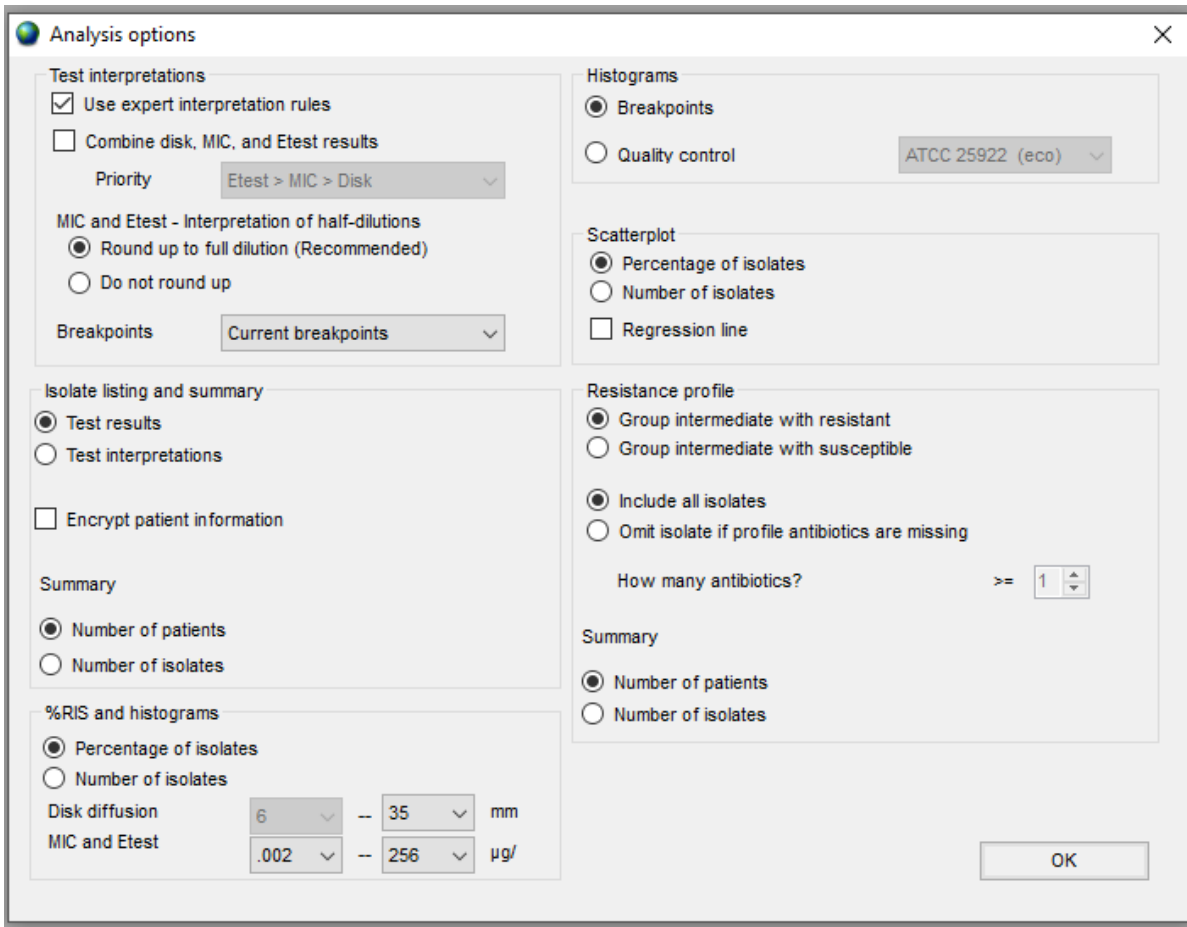 Analysis options
Test interpretations
Use expert interpretation rules
Combine disk, MIC, and Etest results
Priority
Etest > MIC > Disk
MIC and Etest - Interpretation of half-dilutions
Round up to full dilution (Recommended)
Do not round up
Breakpoints
Current breakpoints
Isolate listing and summary
Test results
Test interpretations
Encrypt patient information
Summary
Number of patients
Number of isolates
%RIS and histograms
Percentage of isolates
Number of isolates
Disk diffusion 6 -- 35 mm
MIC and Etest .002 -- 256 µg/
Histograms
Breakpoints
Quality control ATCC 25922 (eco)
Scatterplot
Percentage of isolates
Number of isolates
Regression line
Resistance profile
Group intermediate with resistant
Group intermediate with susceptible
Include all isolates
Omit isolate if profile antibiotics are missing
How many antibiotics? >= 1
Summary
Number of patients
Number of isolates
OK